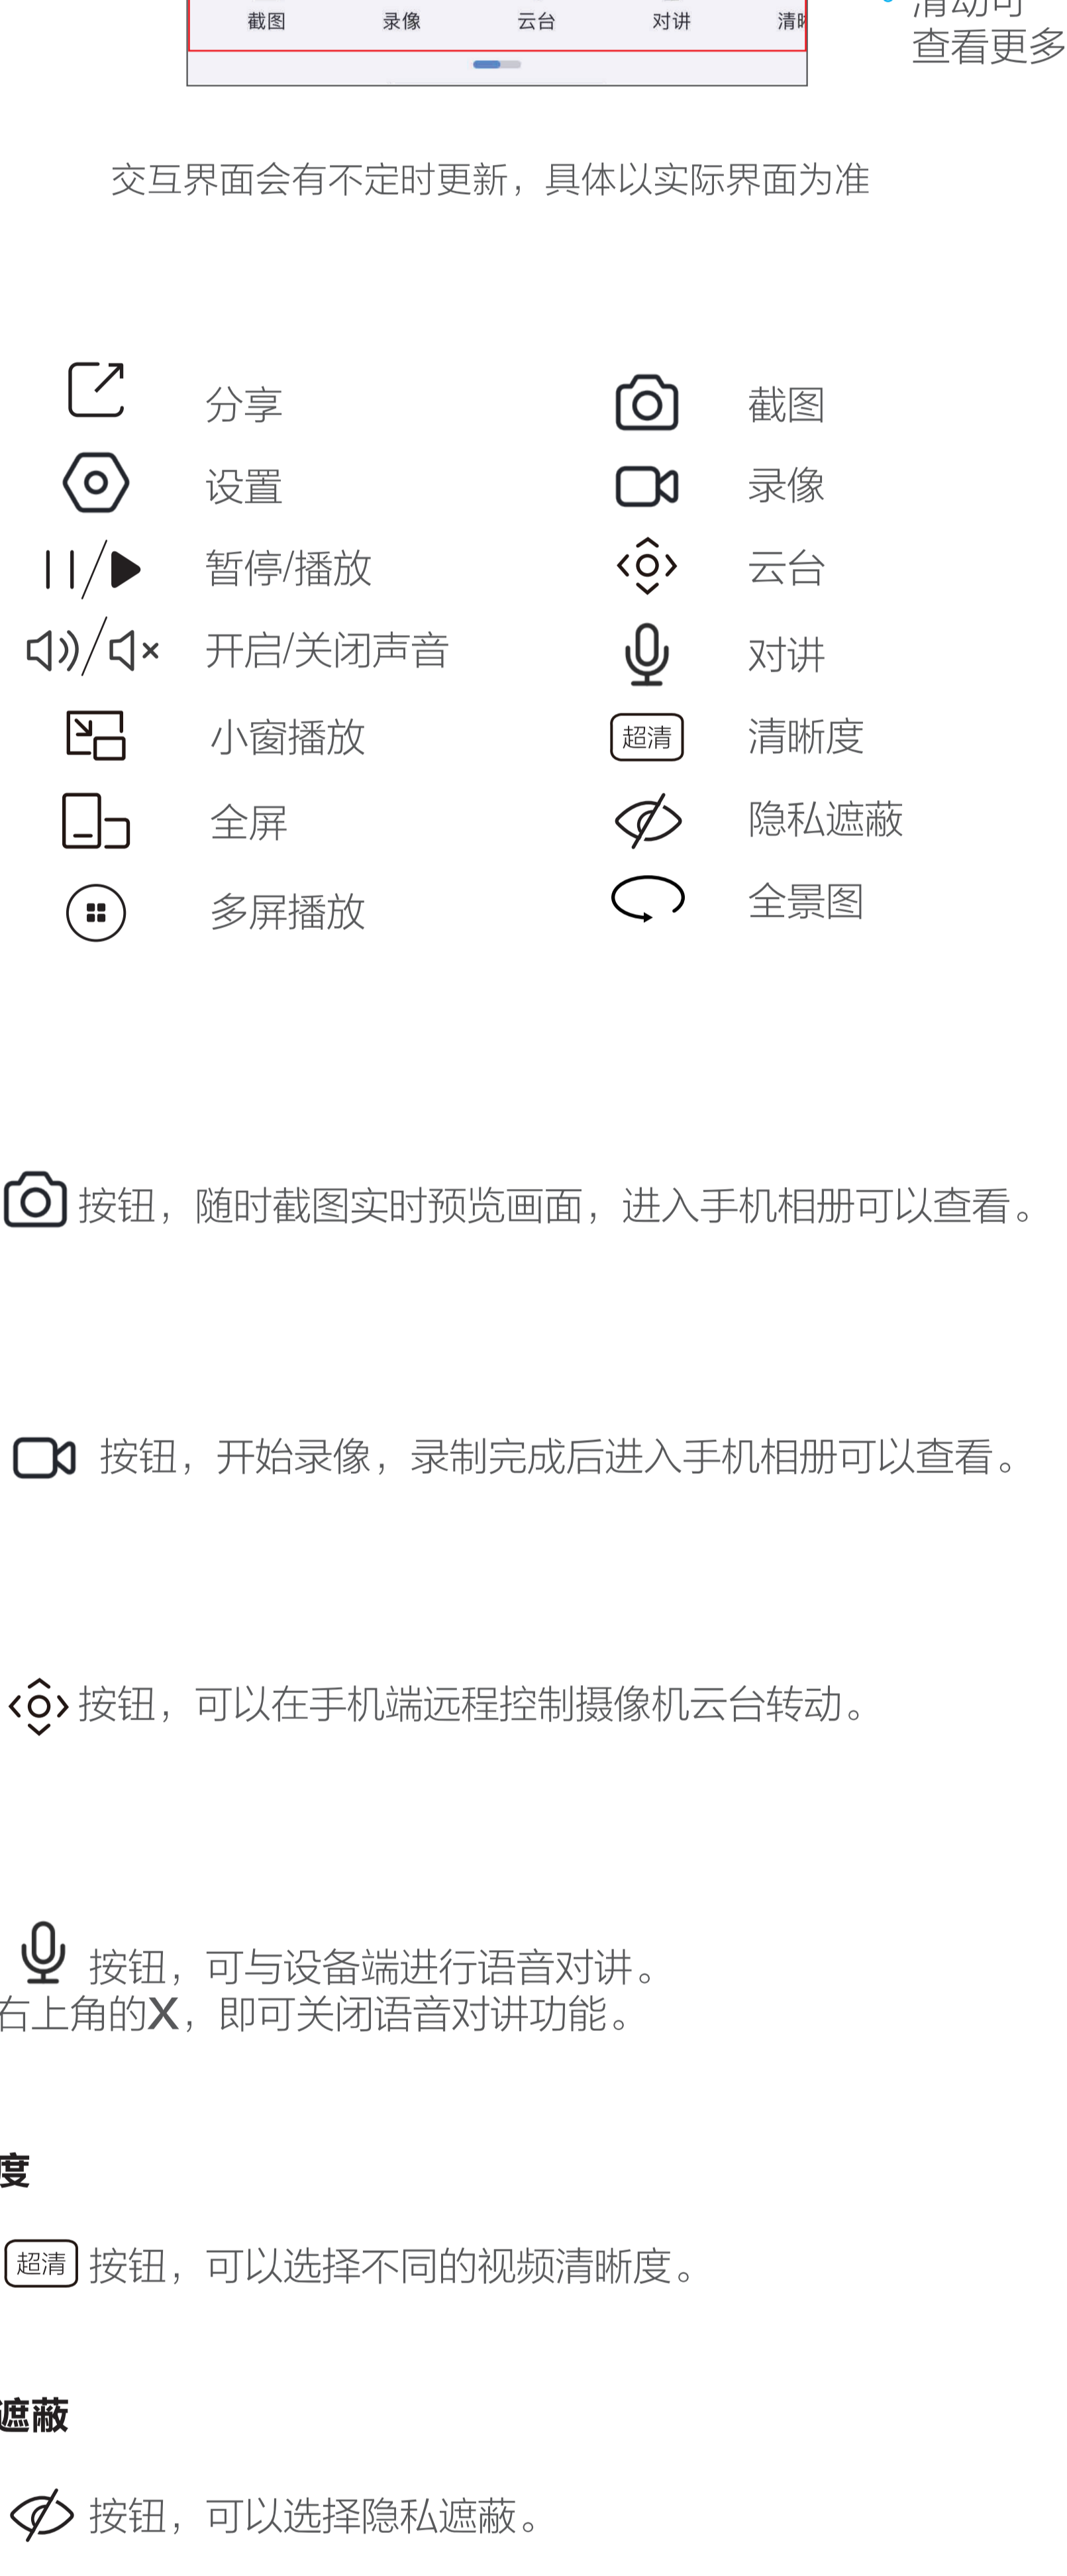 截图 录像 云台 对讲 清晰
滑动可
查看更多
交互界面会有不定时更新，具体以实际界面为准
分享 截图
设置 录像
暂停/播放 云台
开启/关闭声音 对讲
小窗播放 超清 清晰度
全屏 隐私遮蔽
多屏播放 全景图
按钮，随时截图实时预览画面，进入手机相册可以查看。
按钮，开始录像，录制完成后进入手机相册可以查看。
按钮，可以在手机端远程控制摄像机云台转动。
按钮，可与设备端进行语音对讲。
右上角的X，即可关闭语音对讲功能。
度
超清 按钮，可以选择不同的视频清晰度。
遮蔽
按钮，可以选择隐私遮蔽。